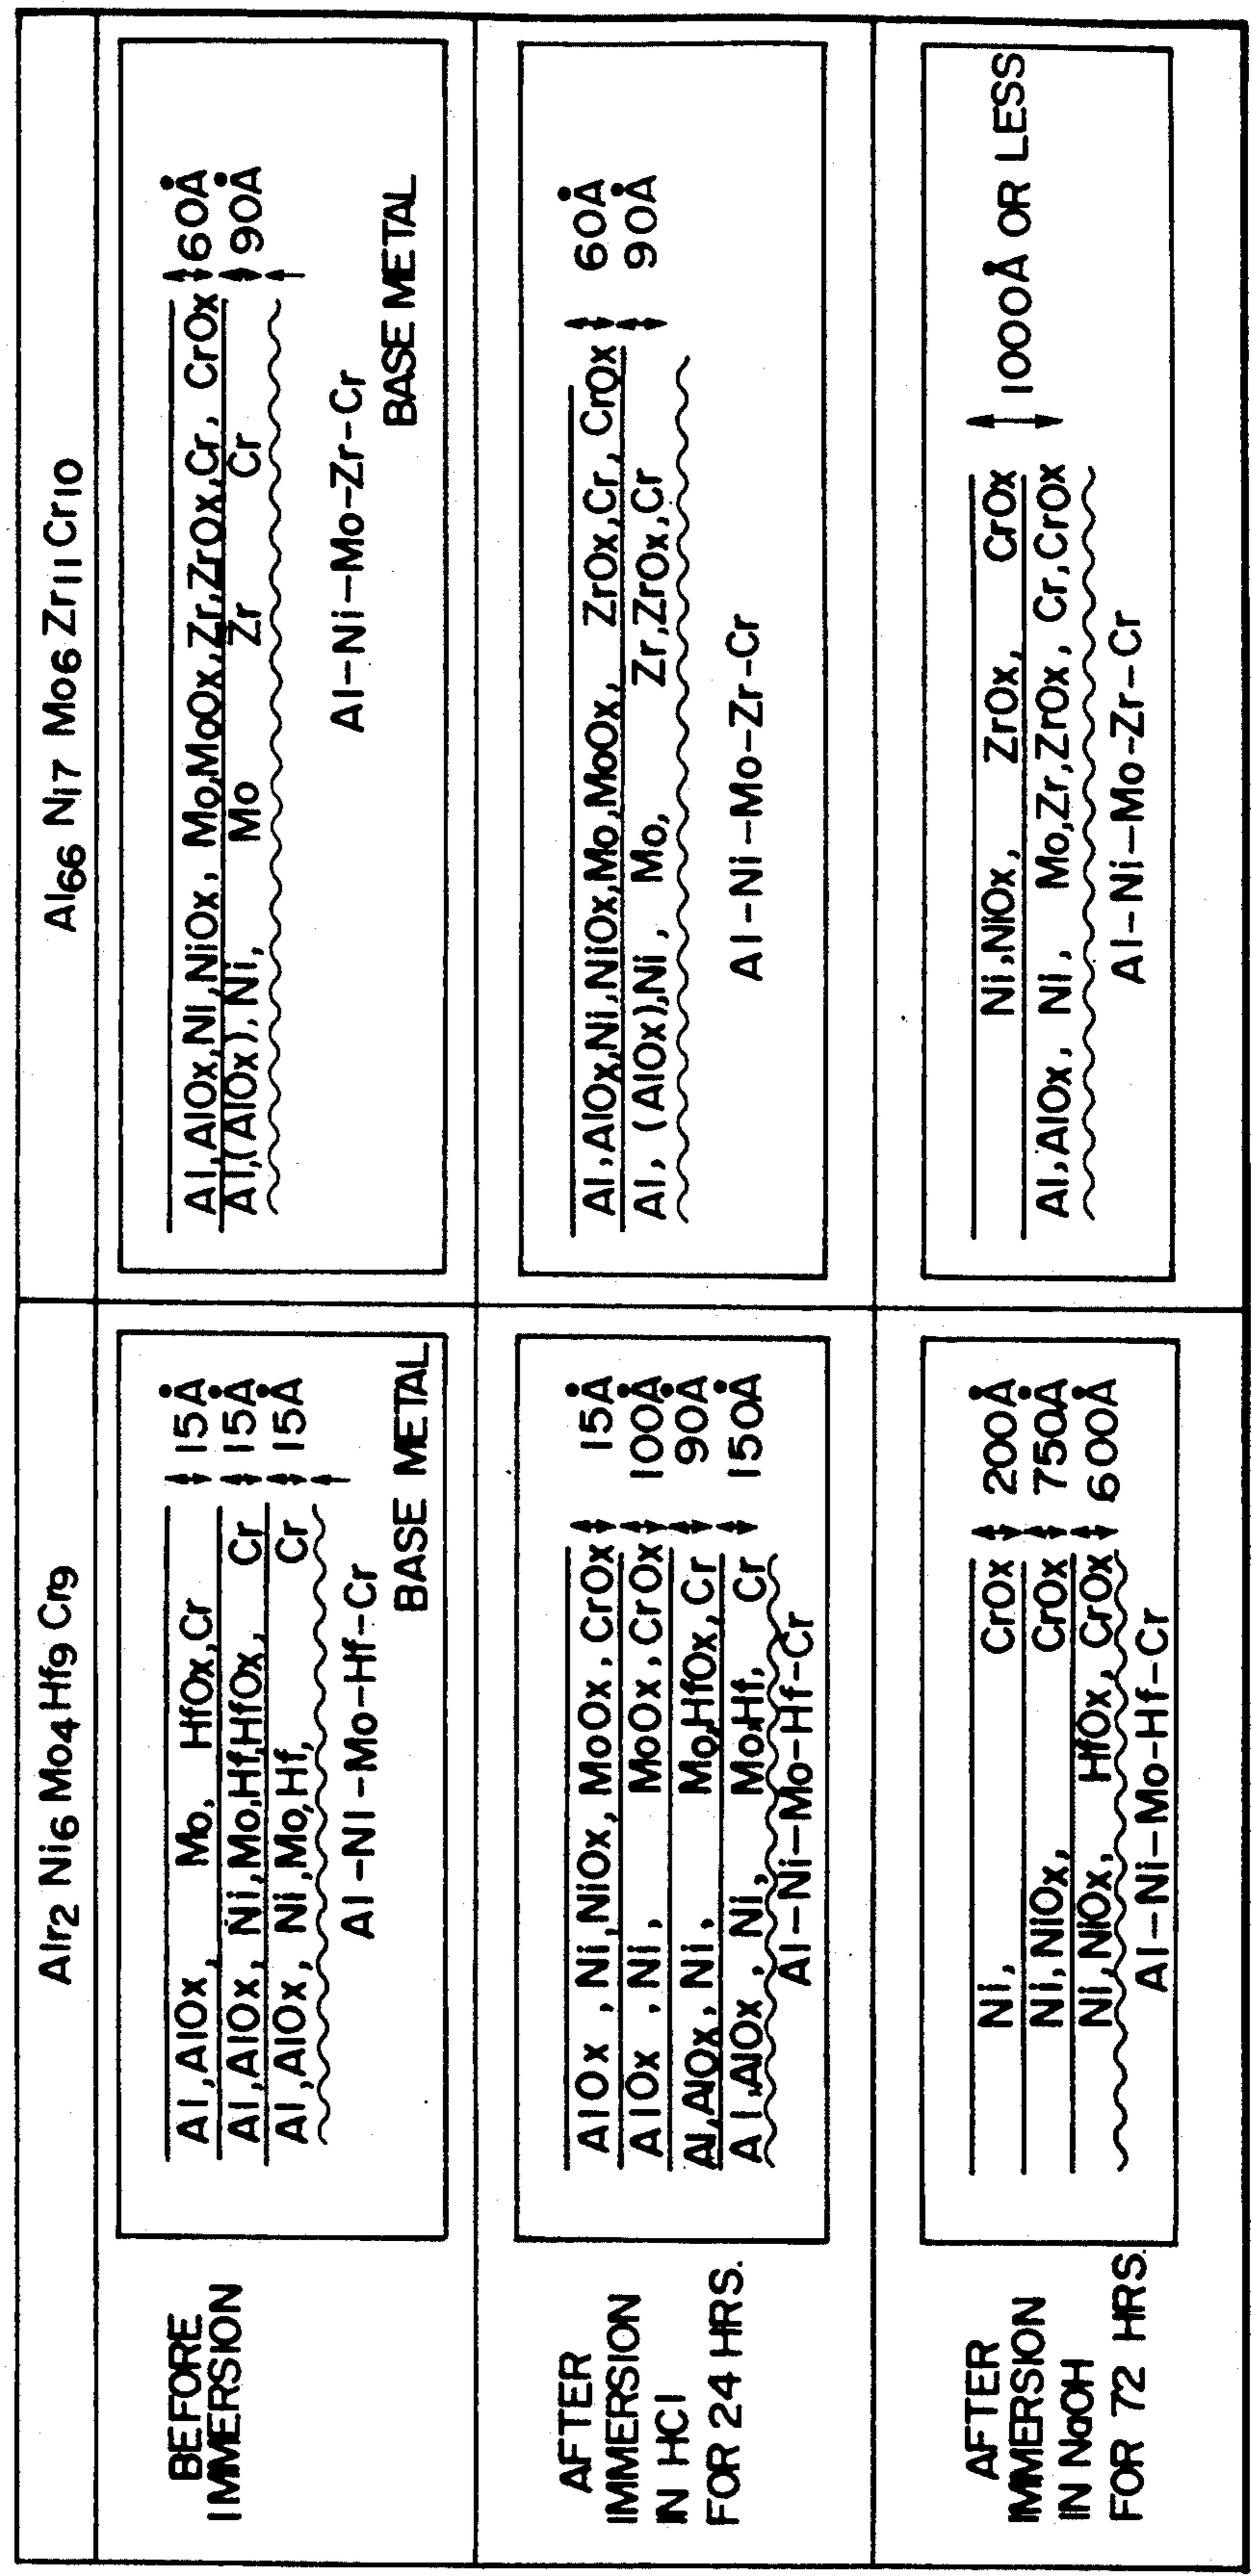 Alr2 Ni6 Mo4 Hf9 Cr9
Al66 Ni7 Mo6 Zr11 Cr10
BEFORE
IMMERSION
Al, AlOx, Mo, HfOx, Cr 15Å
Al, AlOx, Ni, Mo, Hf, HfOx, Cr 15Å
Al, AlOx, Ni, Mo, Hf, Cr 15Å
Al-Ni-Mo-Hf-Cr
BASE METAL
Al, AlOx, Ni, NiOx, Mo, MoOx, Zr, ZrOx, Cr, CrOx 60Å
Al, (AlOx), Ni, Mo Zr Cr 90Å
Al-Ni-Mo-Zr-Cr
BASE METAL
AFTER
IMMERSION
IN HCl
FOR 24 HRS.
AlOx, Ni, NiOx, MoOx, CrOx 15Å
AlOx, Ni, MoOx, CrOx 100Å
Al, AlOx, Ni, Mo, HfOx, Cr 90Å
Al, AlOx, Ni, Mo, Hf, Cr 150Å
Al-Ni-Mo-Hf-Cr
Al, AlOx, Ni, NiOx, Mo, MoOx, ZrOx, Cr, CrOx 60Å
Al, (AlOx), Ni, Mo, Zr, ZrOx, Cr 90Å
Al-Ni-Mo-Zr-Cr
AFTER
IMMERSION
IN NaOH
FOR 72 HRS.
Ni, CrOx 200Å
Ni, NiOx, CrOx 750Å
Ni, NiOx, HfOx, CrOx 600Å
Al-Ni-Mo-Hf-Cr
Ni, NiOx, ZrOx, CrOx
Al, AlOx, Ni, Mo, Zr, ZrOx, Cr, CrOx
1000Å OR LESS
Al-Ni-Mo-Zr-Cr